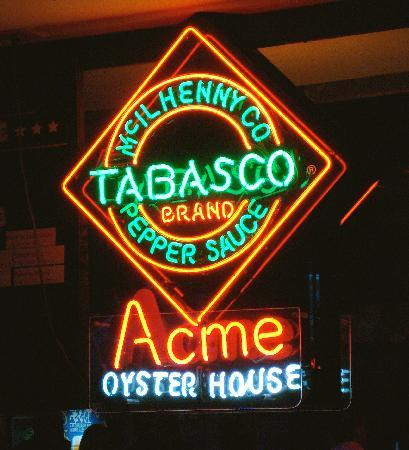 McILHENNY CO
TABASCO®
BRAND
PEPPER SAUCE
Acme
OYSTER HOUSE